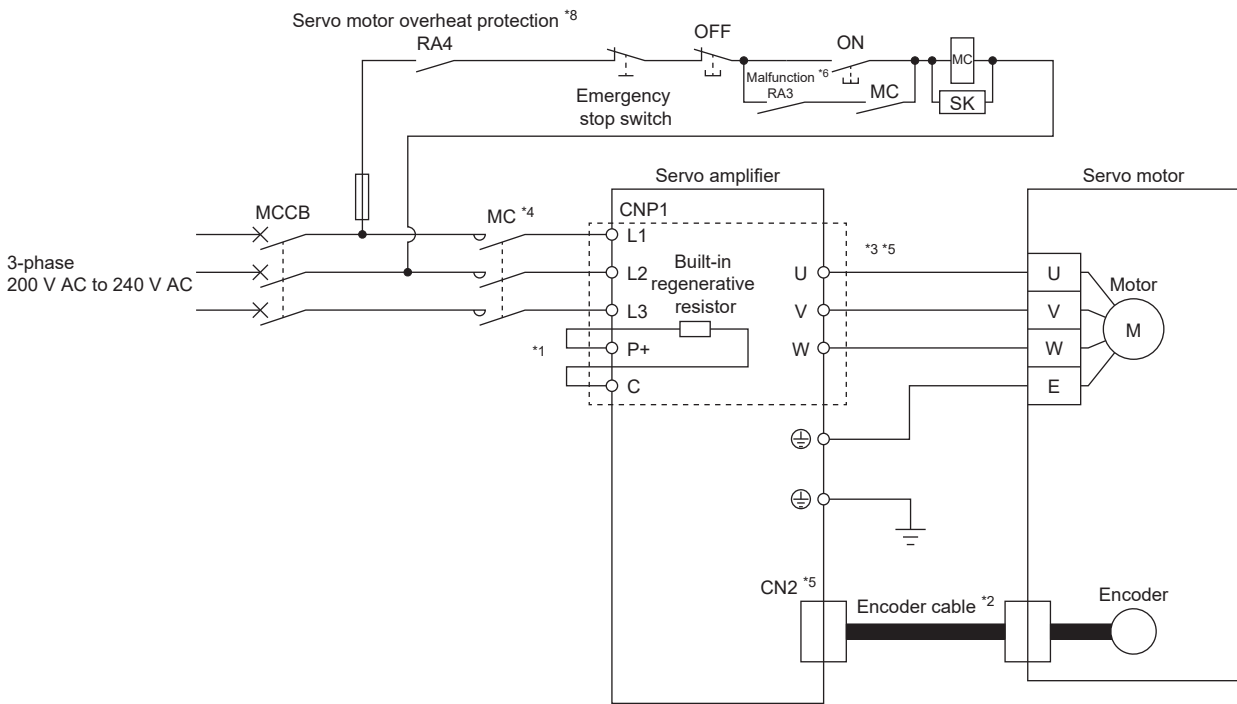 Servo motor overheat protection *8
RA4
OFF
ON
MC
Malfunction *6
RA3
MC
SK
Emergency
stop switch
Servo amplifier
Servo motor
MCCB
MC *4
CNP1
L1
3-phase
200 V AC to 240 V AC
L2
Built-in
regenerative
resistor
U
*3 *5
U
Motor
L3
V
V
M
*1
P+
W
W
C
E
CN2 *5
Encoder cable *2
Encoder